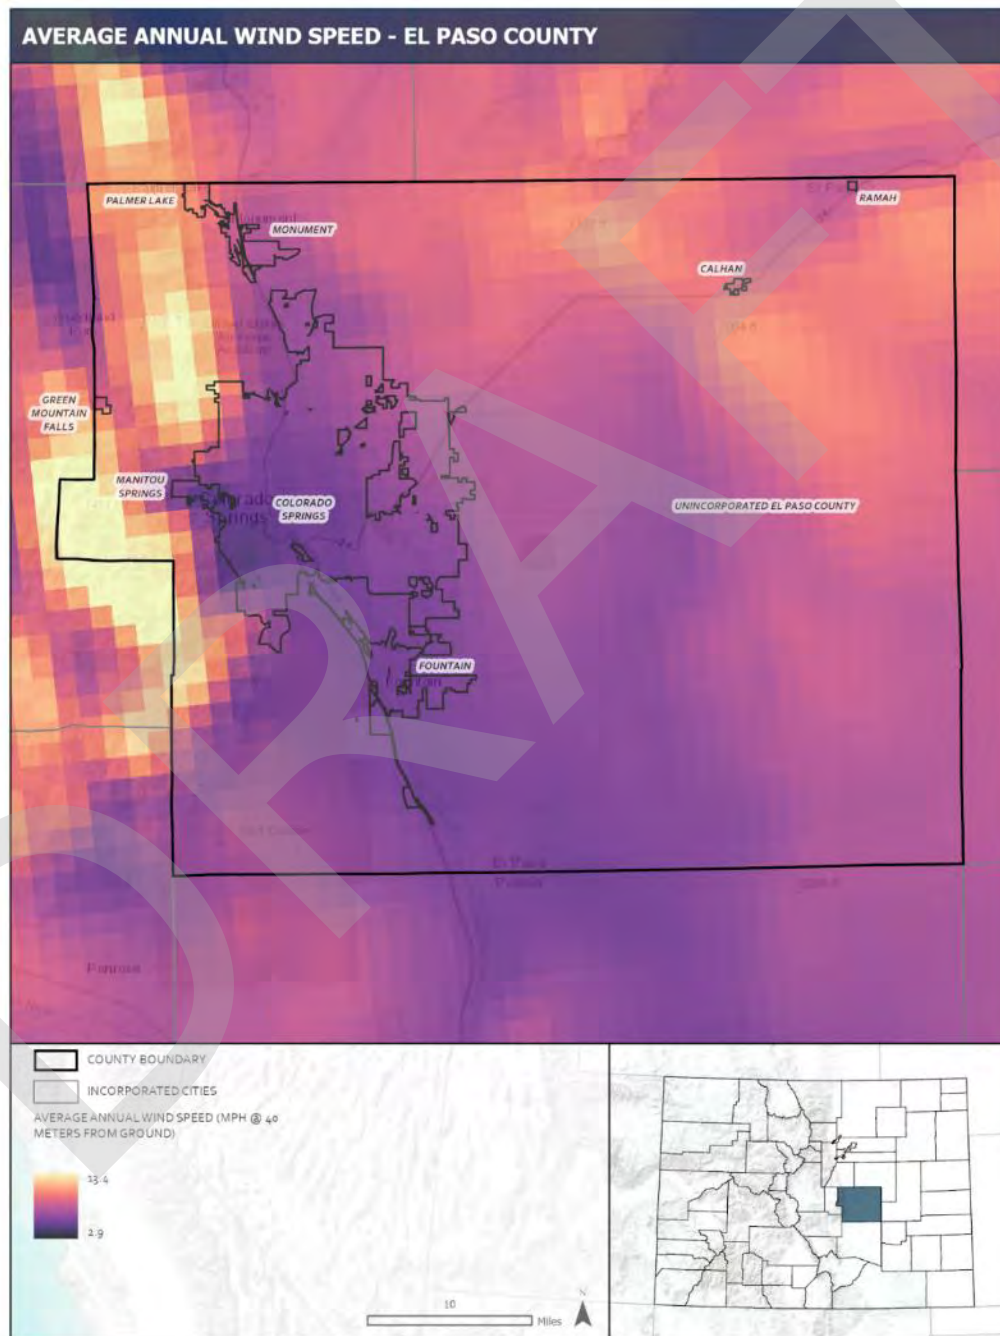 AVERAGE ANNUAL WIND SPEED - EL PASO COUNTY
PALMER LAKE
MONUMENT
RAMAH
CALHAN
GREEN
MOUNTAIN
FALLS
MANITOU
SPRINGS
Colorado
Springs
COLORADO
SPRINGS
UNINCORPORATED EL PASO COUNTY
FOUNTAIN
DRAFT
COUNTY BOUNDARY
INCORPORATED CITIES
AVERAGE ANNUAL WIND SPEED (MPH @ 40
METERS FROM GROUND)
13.4
2.9
10
Miles
N